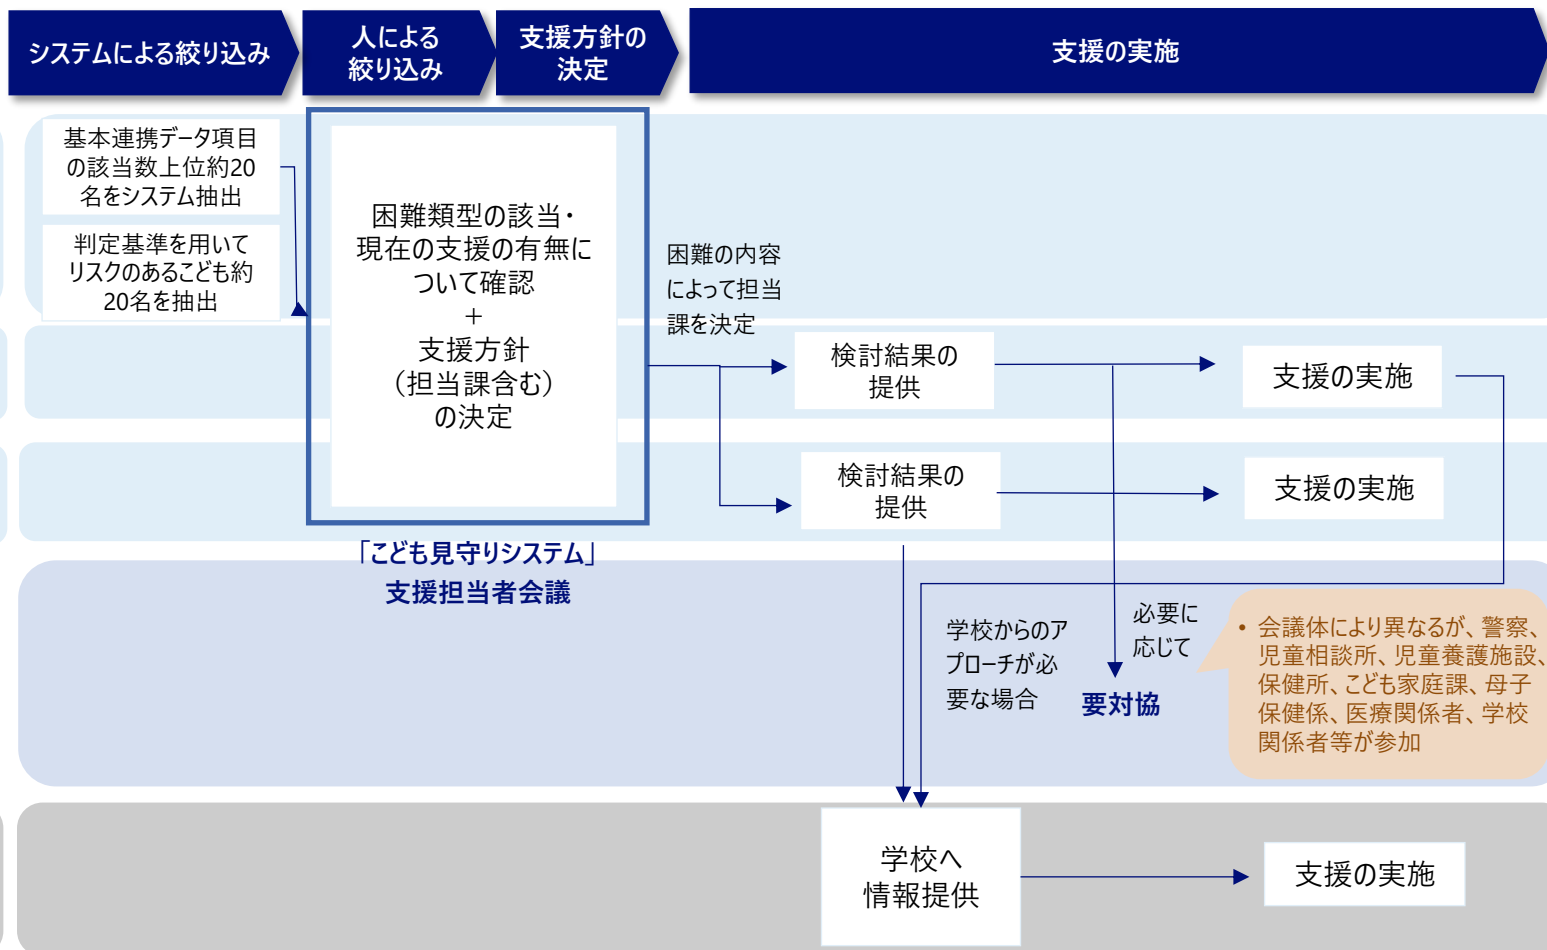 システムによる絞り込み
人による
絞り込み
支援方針の
決定
支援の実施
基本連携データ項目
の該当数上位約20
名をシステム抽出
判定基準を用いて
リスクのあるこども約
20名を抽出
困難類型の該当・
現在の支援の有無に
ついて確認
+
支援方針
（担当課含む）
の決定
「こども見守りシステム」
支援担当者会議
困難の内容
によって担当
課を決定
検討結果の
提供
支援の実施
検討結果の
提供
支援の実施
学校からのア
プローチが必
要な場合
必要に
応じて
要対協
• 会議体により異なるが、警察、
児童相談所、児童養護施設、
保健所、こども家庭課、母子
保健係、医療関係者、学校
関係者等が参加
学校へ
情報提供
支援の実施